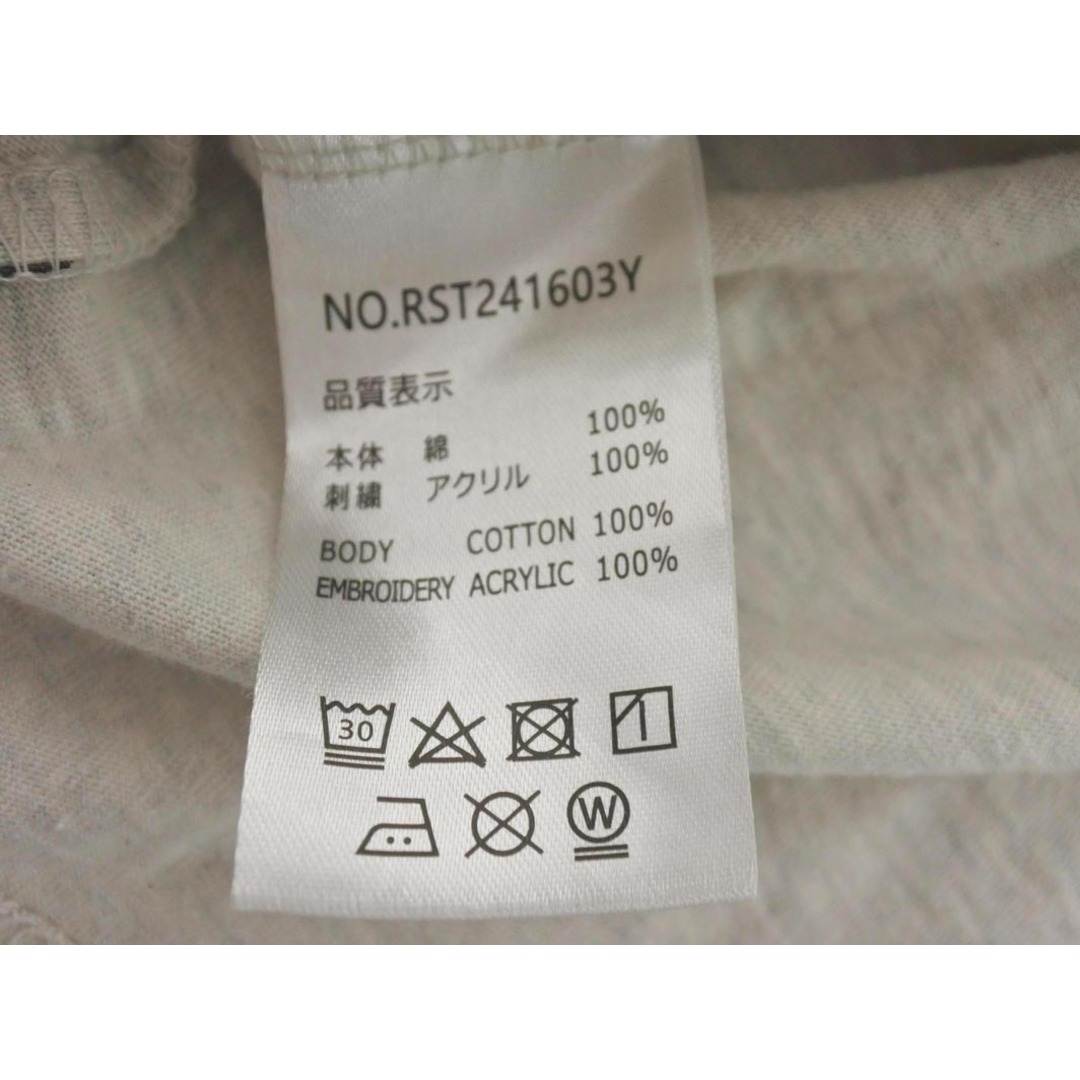 NO.RST241603Y
品質表示
本体 綿 100%
刺繍 アクリル 100%
BODY COTTON 100%
EMBROIDERY ACRYLIC 100%
30
W